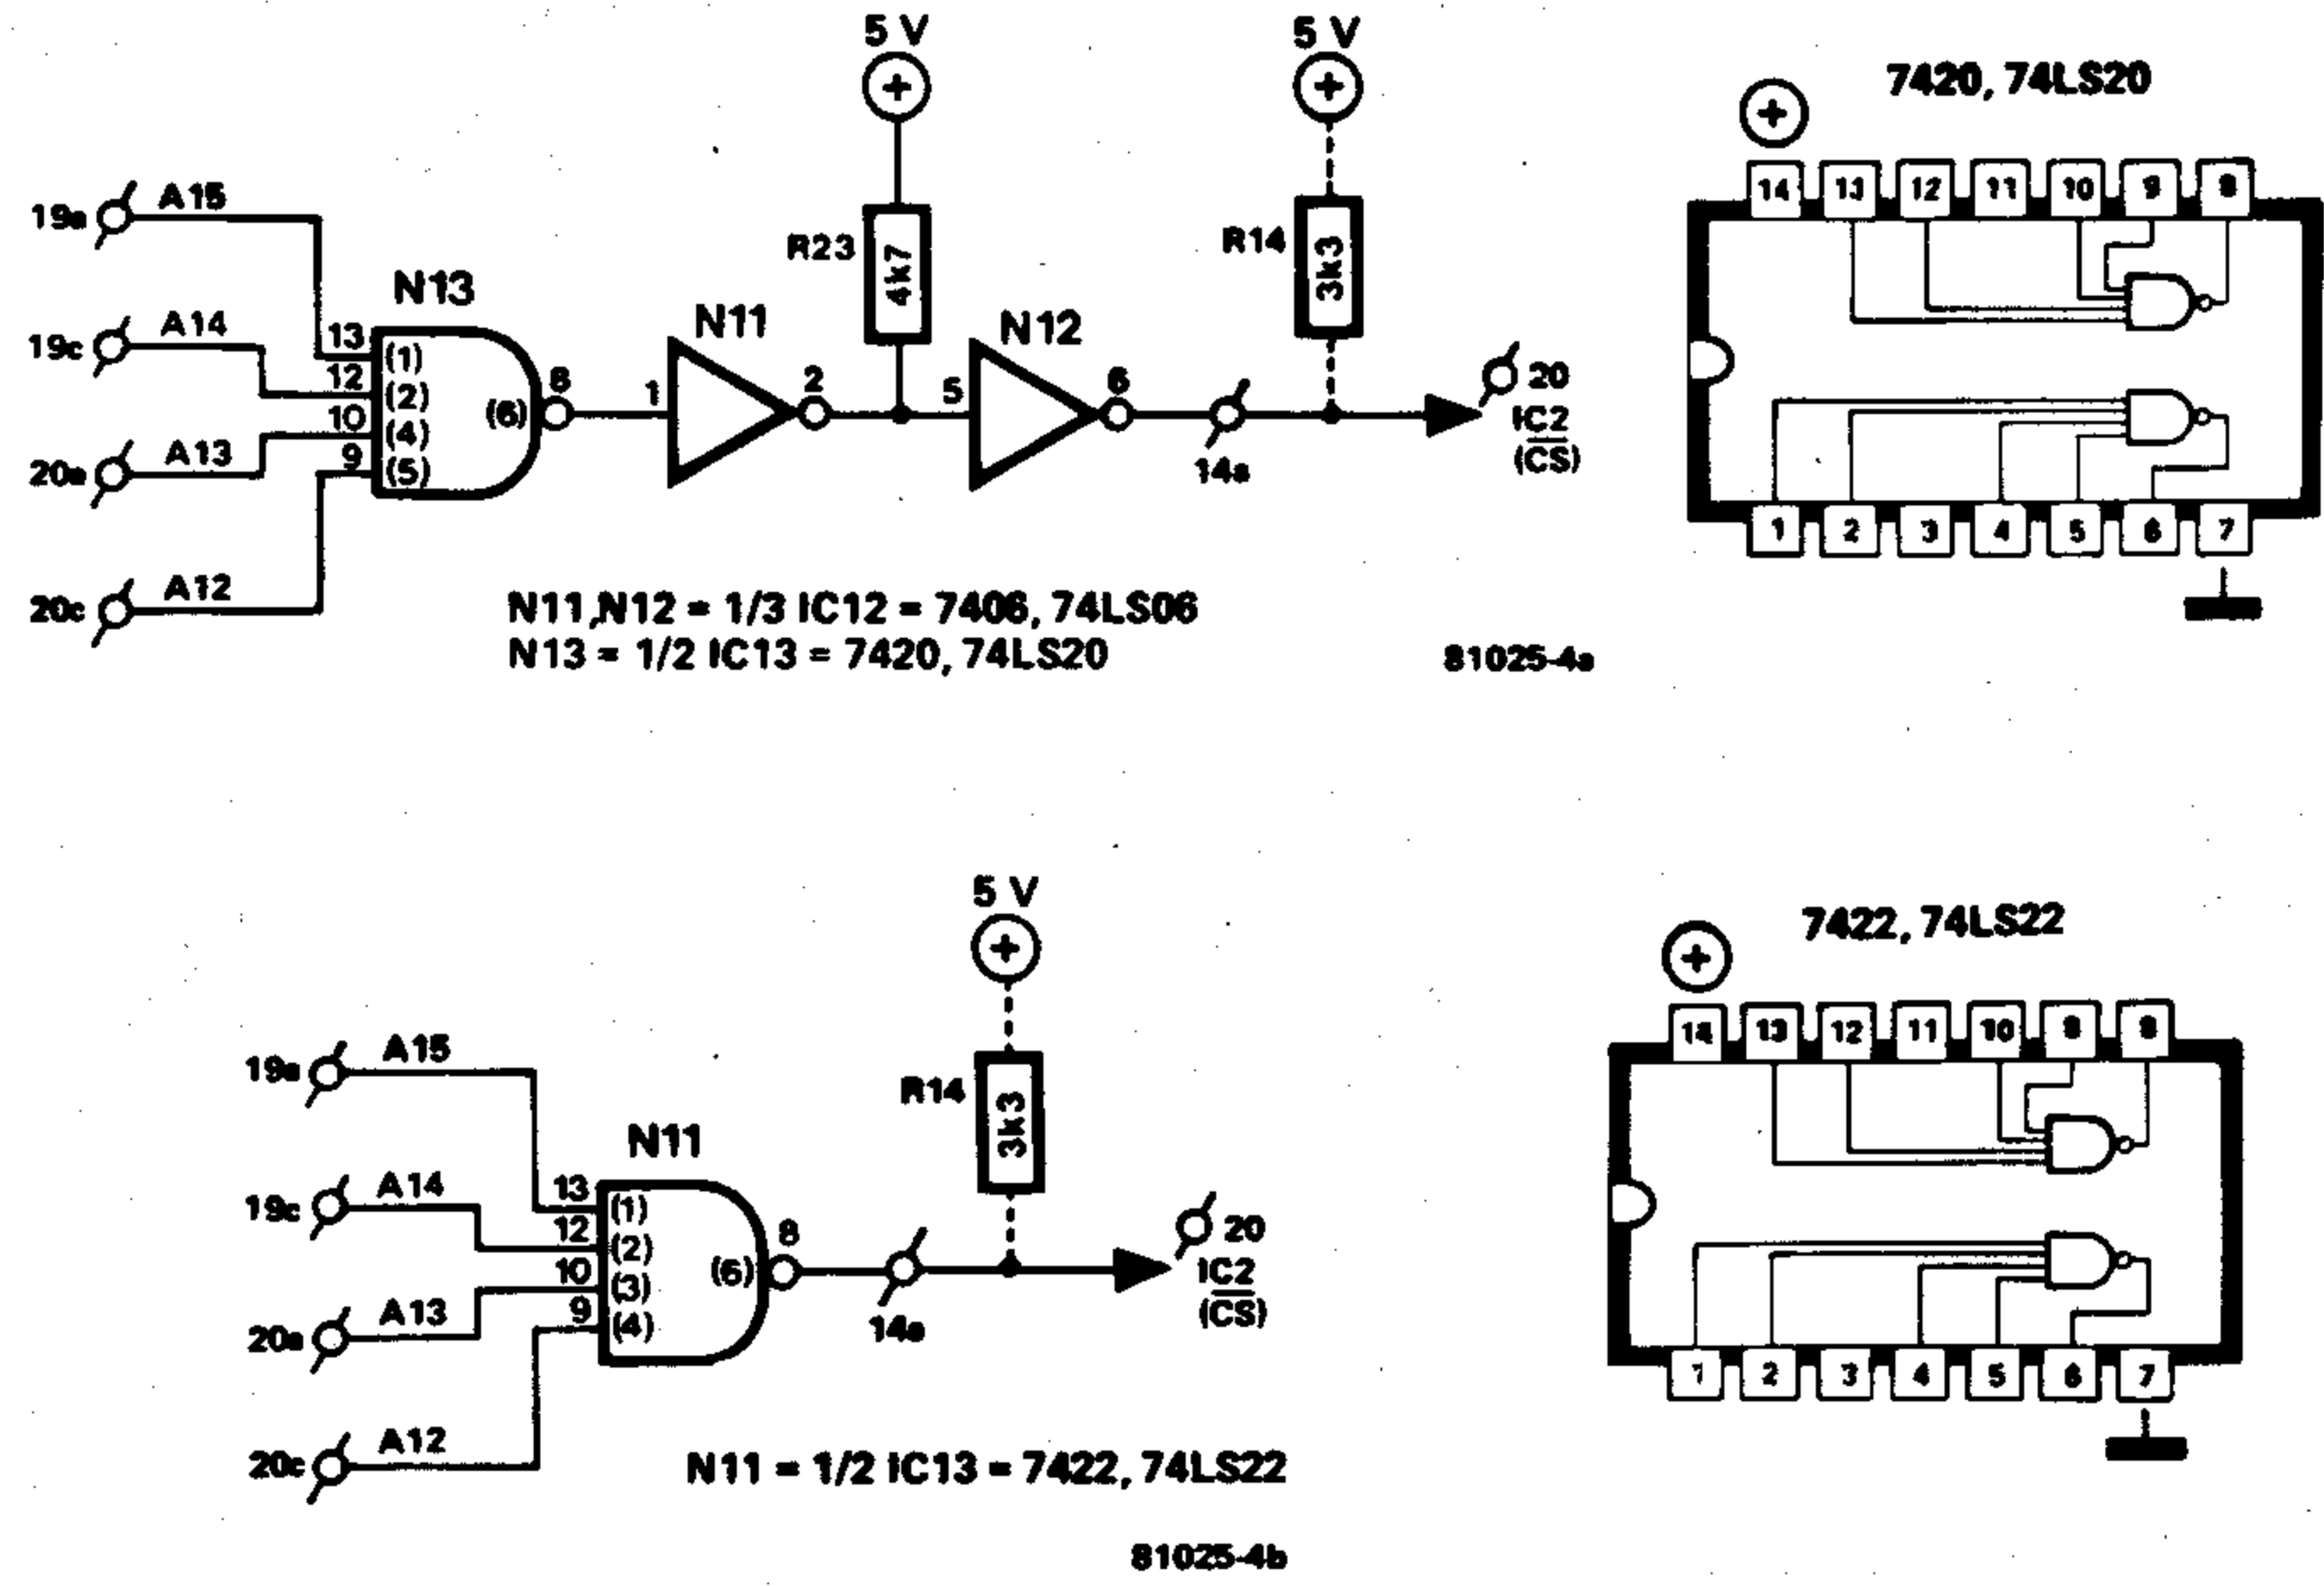 5 V
5 V
7420, 74LS20
19a
A15
19c
A14
20a
A13
20c
A12
N13
13
12
10
9
(1)
(2)
(4)
(5)
(6)
8
1
N11
2
R23
4k7
5
N12
6
14a
R14
3k3
20
IC2
(CS)
14 13 12 11 10 9 8
1 2 3 4 5 6 7
N11,N12 = 1/3 IC12 = 7406, 74LS06
N13 = 1/2 IC13 = 7420, 74LS20
81025-4a
5 V
7422, 74LS22
19a
A15
19c
A14
20a
A13
20c
A12
N11
13
12
10
9
(1)
(2)
(3)
(4)
(6)
8
14a
R14
3k3
20
IC2
(CS)
14 13 12 11 10 9 8
1 2 3 4 5 6 7
N11 = 1/2 IC13 = 7422, 74LS22
81025-4b